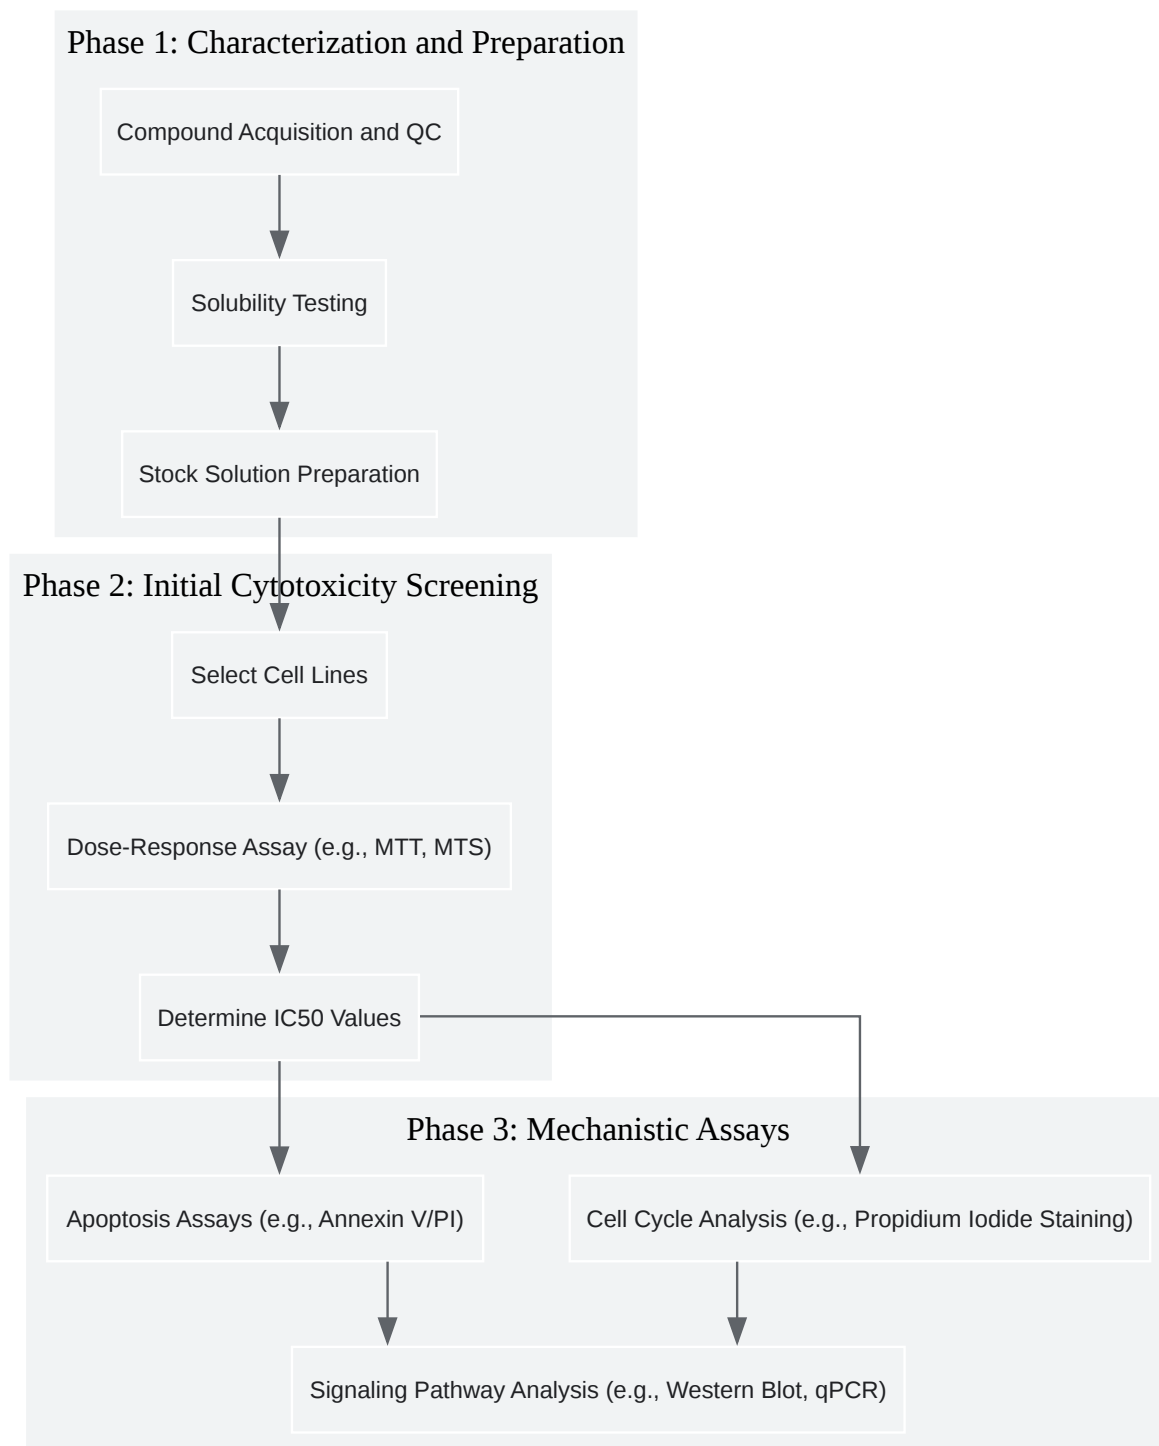 Phase 1: Characterization and Preparation
Compound Acquisition and QC
Solubility Testing
Stock Solution Preparation
Phase 2: Initial Cytotoxicity Screening
Select Cell Lines
Dose-Response Assay (e.g., MTT, MTS)
Determine IC50 Values
Phase 3: Mechanistic Assays
Apoptosis Assays (e.g., Annexin V/PI)
Cell Cycle Analysis (e.g., Propidium Iodide Staining)
Signaling Pathway Analysis (e.g., Western Blot, qPCR)